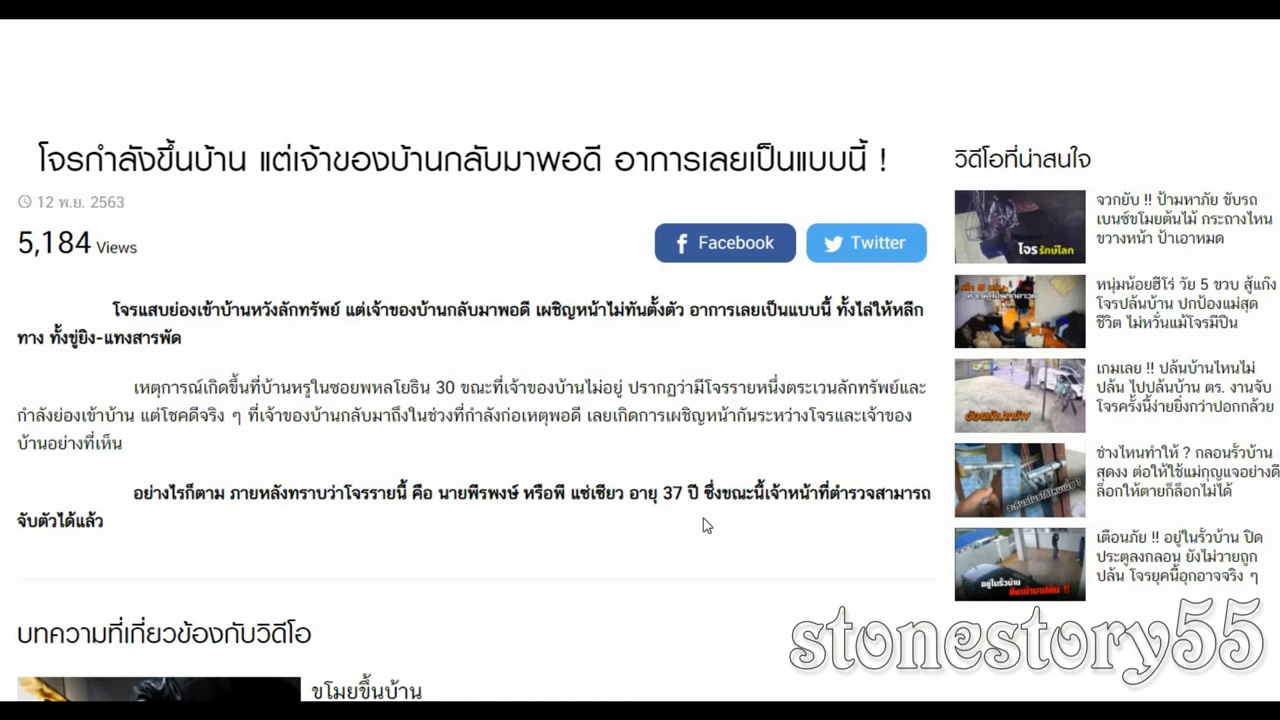 โจรกำลังขึ้นบ้าน แต่เจ้าของบ้านกลับมาพอดี อาการเลยเป็นแบบนี้ !
12 พ.ย. 2563
5,184 Views
Facebook
Twitter
โจรแสบย่องเข้าบ้านหวังลักทรัพย์ แต่เจ้าของบ้านกลับมาพอดี เผชิญหน้าไม่ทันตั้งตัว อาการเลยเป็นแบบนี้ ทั้งไล่ให้หลีก
ทาง ทั้งขู่ยิง-แทงสารพัด
เหตุการณ์เกิดขึ้นที่บ้านหรูในซอยพหลโยธิน 30 ขณะที่เจ้าของบ้านไม่อยู่ ปรากฏว่ามีโจรรายหนึ่งตระเวนลักทรัพย์และ
กำลังย่องเข้าบ้าน แต่โชคดีจริง ๆ ที่เจ้าของบ้านกลับมาถึงในช่วงที่กำลังก่อเหตุพอดี เลยเกิดการเผชิญหน้ากันระหว่างโจรและเจ้าของ
บ้านอย่างที่เห็น
อย่างไรก็ตาม ภายหลังทราบว่าโจรรายนี้ คือ นายพีรพงษ์ หรือพี แซ่เซียว อายุ 37 ปี ซึ่งขณะนี้เจ้าหน้าที่ตำรวจสามารถ
จับตัวได้แล้ว
บทความที่เกี่ยวข้องกับวิดีโอ
ขโมยขึ้นบ้าน
วิดีโอที่น่าสนใจ
โจร รักษ์โลก
จวกยับ !! ป้ามหาภัย ขับรถ
เบนซ์ขโมยต้นไม้ กระถางไหน
ขวางหน้า ป้าเอาหมด
หนุ่มน้อยฮีโร่ วัย 5 ขวบ สู้แก๊ง
โจรปล้นบ้าน ปกป้องแม่สุด
ชีวิต ไม่หวั่นแม้โจรมีปืน
เกมเลย !! ปล้นบ้านไหนไม่
ปล้น ไปปล้นบ้าน ตร. งานจับ
โจรครั้งนี้ง่ายยิ่งกว่าปอกกล้วย
ช่างไหนทำให้ ? กลอนรั้วบ้าน
สุดงง ต่อให้ใช้แม่กุญแจอย่างดี
ล็อกให้ตายก็ล็อกไม่ได้
อยู่ในรั้วบ้าน
เตือนภัย !! อยู่ในรั้วบ้าน ปิด
ประตูลงกลอน ยังไม่วายถูก
ปล้น โจรยุคนี้อุกอาจจริง ๆ
stonestory55